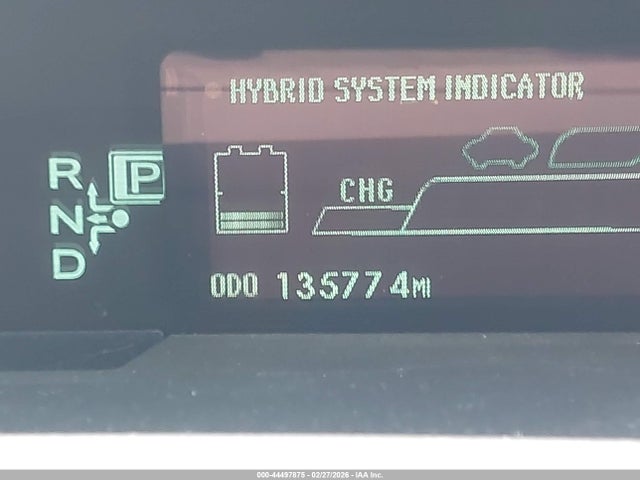 HYBRID SYSTEM INDICATOR
R P
N
D
CHG
ODO 135774MI
000-44497875 - 02/27/2026 - IAA Inc.